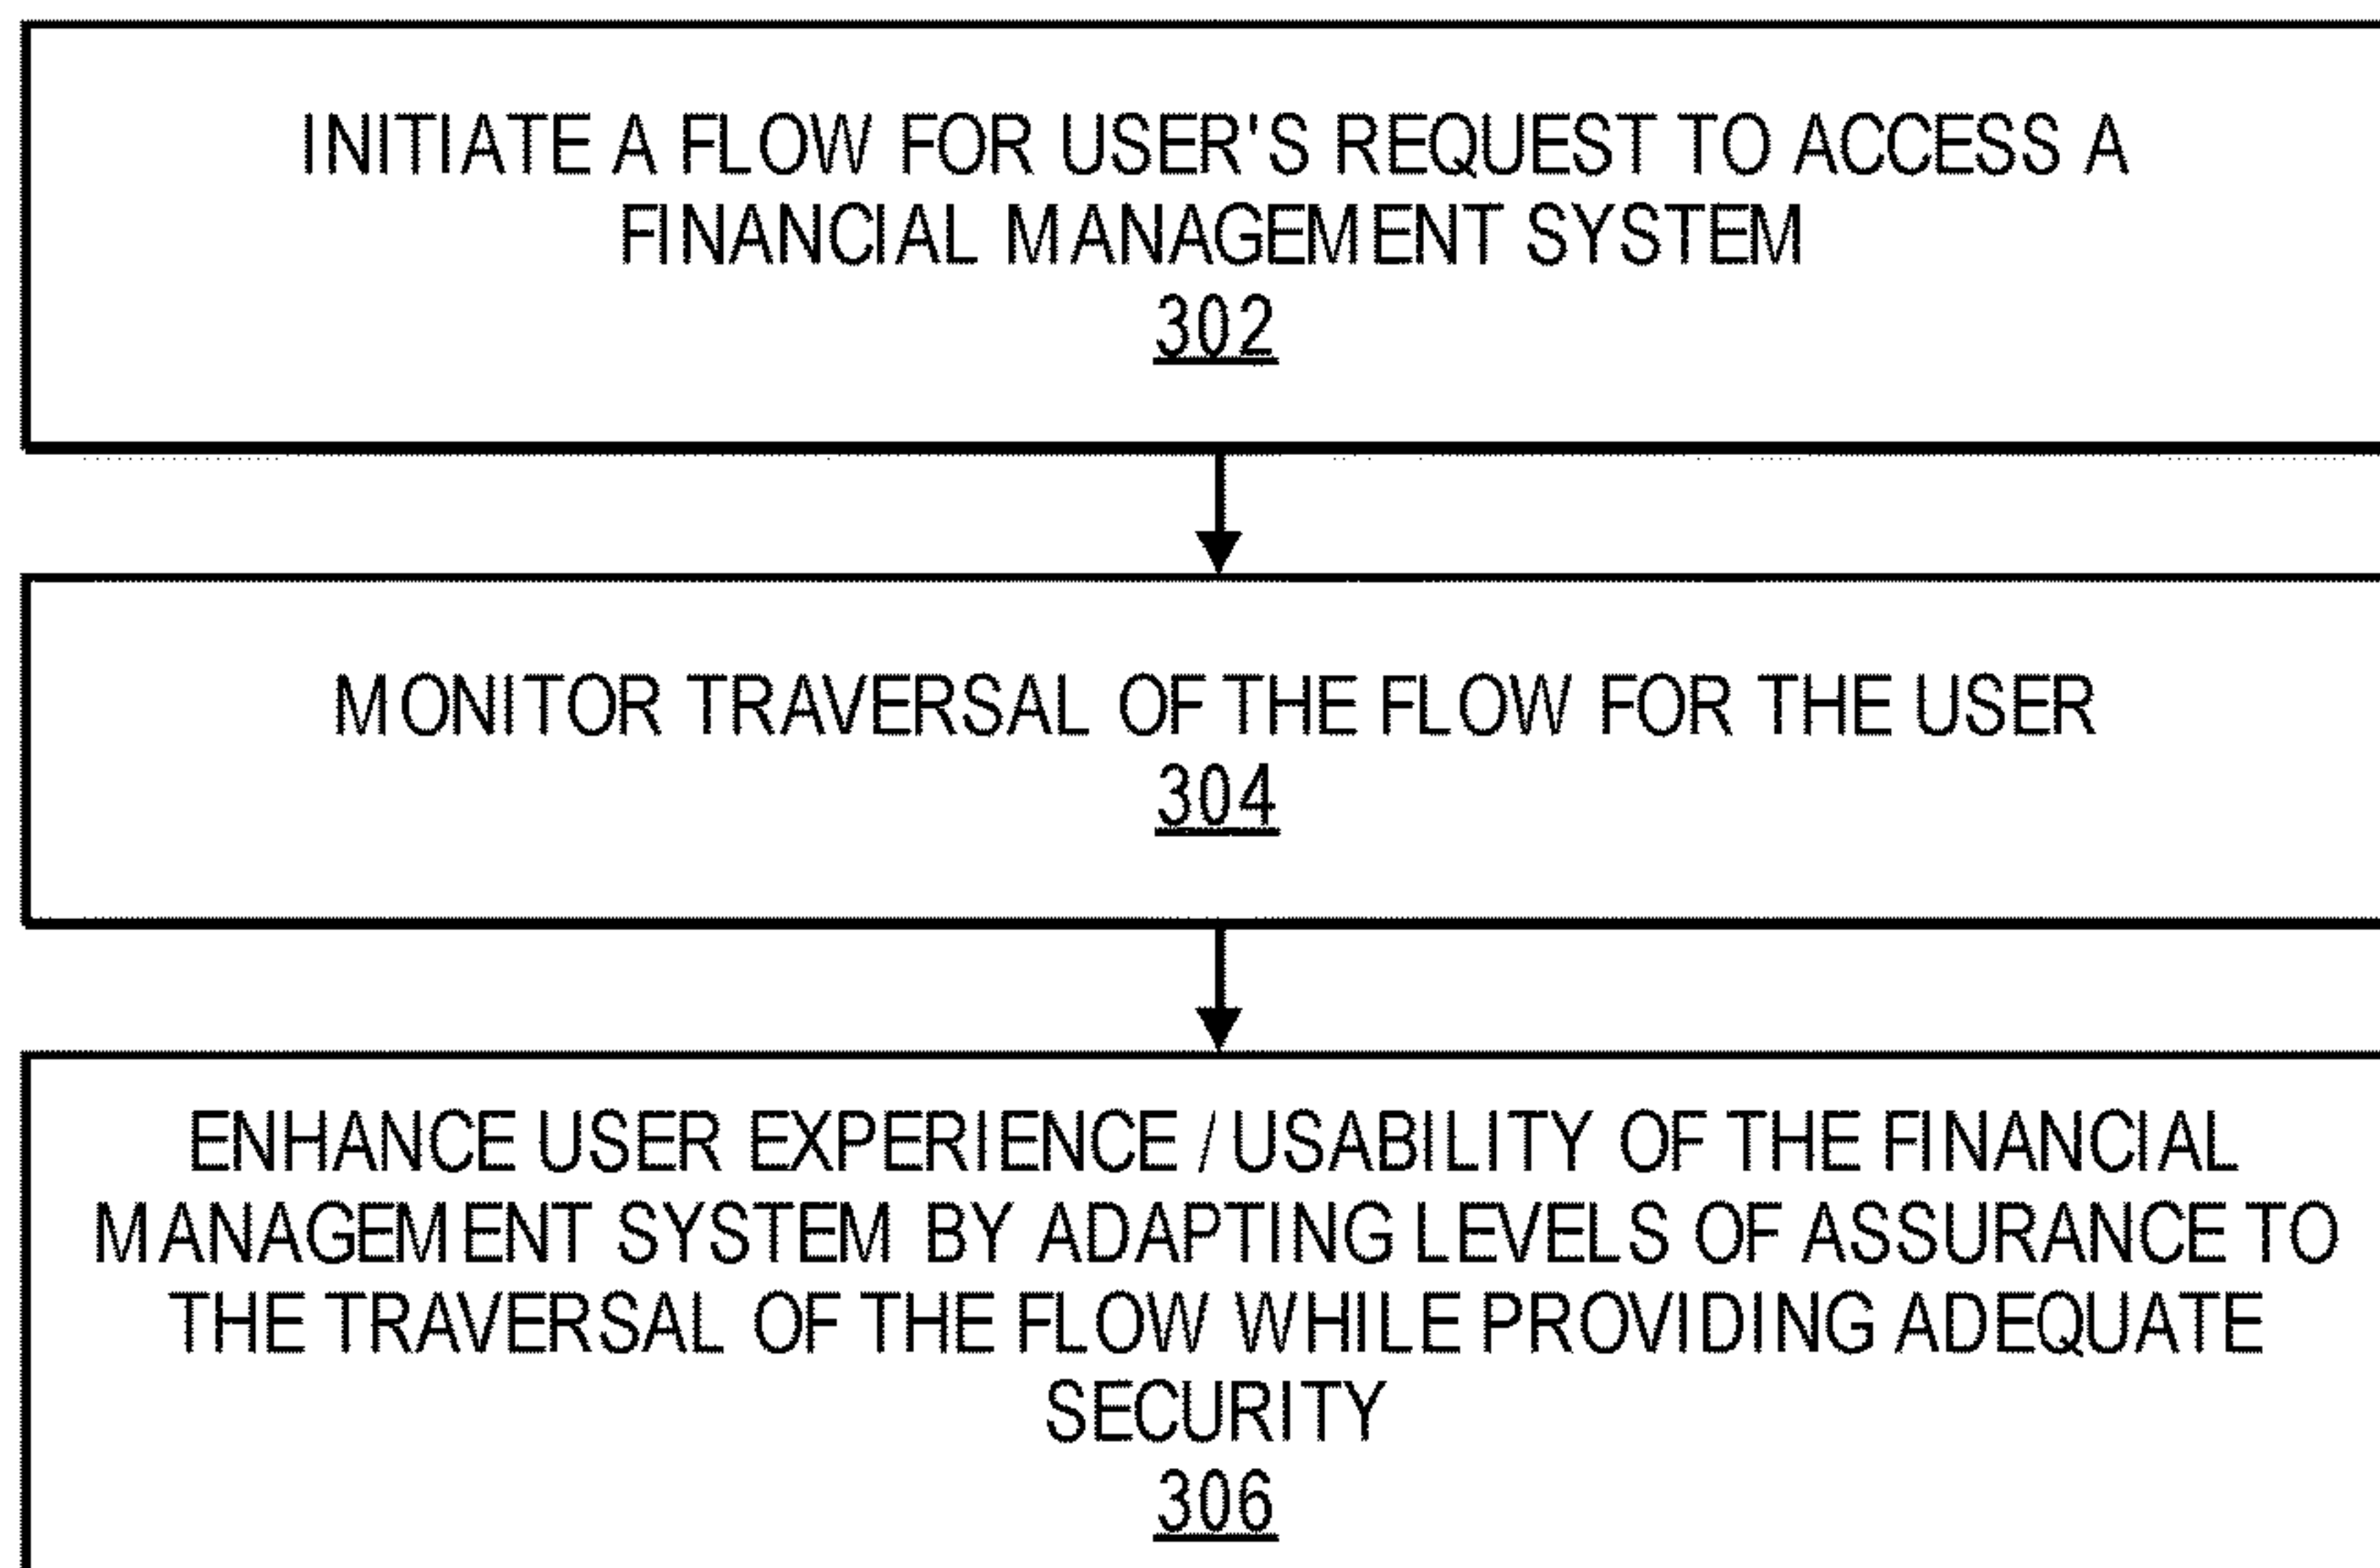 INITIATE A FLOW FOR USER'S REQUEST TO ACCESS A
FINANCIAL MANAGEMENT SYSTEM
302
MONITOR TRAVERSAL OF THE FLOW FOR THE USER
304
ENHANCE USER EXPERIENCE / USABILITY OF THE FINANCIAL
MANAGEMENT SYSTEM BY ADAPTING LEVELS OF ASSURANCE TO
THE TRAVERSAL OF THE FLOW WHILE PROVIDING ADEQUATE
SECURITY
306